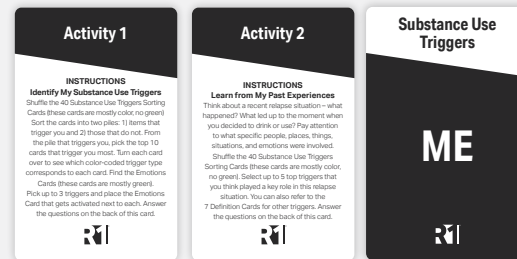 Activity 1
INSTRUCTIONS
Identify My Substance Use Triggers
Shuffle the 40 Substance Use Triggers Sorting
Cards (these cards are mostly color, no green)
Sort the cards into two piles: 1) items that
trigger you and 2) those that do not. From
the pile that triggers you, pick the top 10
cards that trigger you most. Turn each card
over to see which color-coded trigger type
corresponds to each card. Find the Emotions
Cards (these cards are mostly green).
Pick up to 3 triggers and place the Emotions
Card that gets activated next to each. Answer
the questions on the back of this card.
R1
Activity 2
INSTRUCTIONS
Learn from My Past Experiences
Think about a recent relapse situation – what
happened? What led up to the moment when
you decided to drink or use? Pay attention
to what specific people, places, things,
situations, and emotions were involved.
Shuffle the 40 Substance Use Triggers
Sorting Cards (these cards are mostly color,
no green). Select up to 5 top triggers that
you think played a key role in this relapse
situation. You can also refer to the
7 Definition Cards for other triggers. Answer
the questions on the back of this card.
R1
Substance Use
Triggers
ME
R1